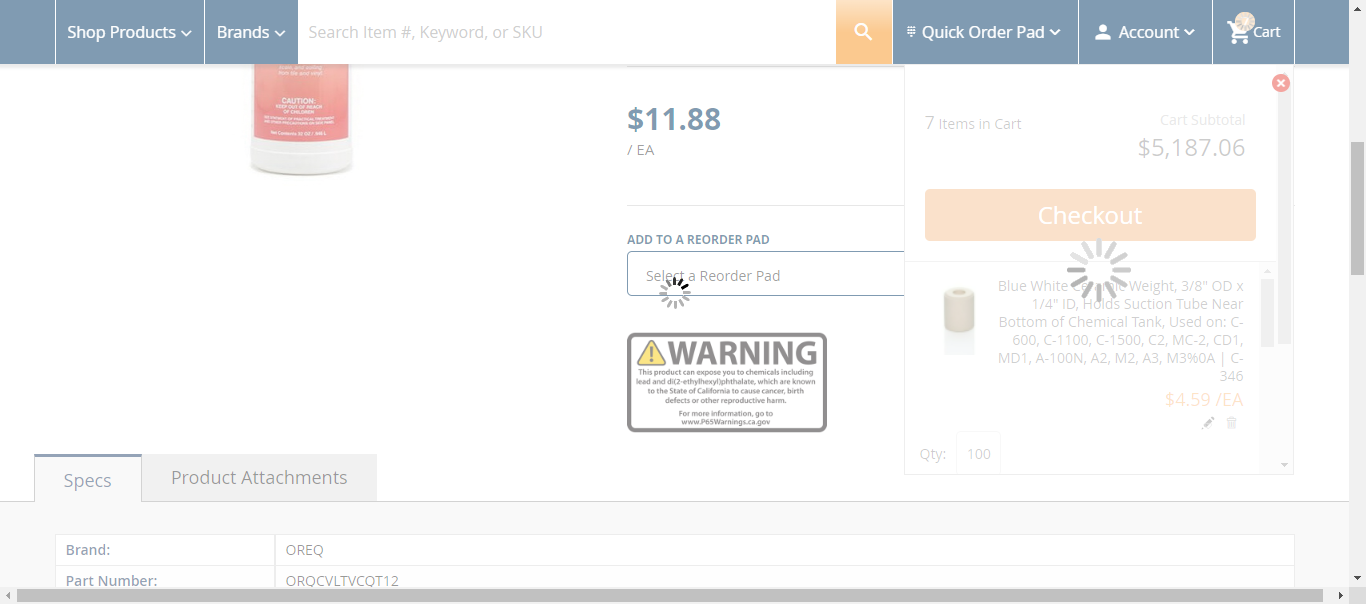 Shop Products
Brands
Search Item #, Keyword, or SKU
Quick Order Pad
Account
Cart
CAUTION:
KEEP OUT OF REACH
OF CHILDREN
$11.88
/ EA
ADD TO A REORDER PAD
Select a Reorder Pad
WARNING
This product can expose you to chemicals including
lead and di(2-ethylhexyl)phthalate, which are known
to the State of California to cause cancer, birth
defects or other reproductive harm.
For more information, go to
www.P65Warnings.ca.gov
7 Items in Cart
Cart Subtotal
$5,187.06
Checkout
Blue White Ceramic Weight, 3/8" OD x
1/4" ID, Holds Suction Tube Near
Bottom of Chemical Tank, Used on: C-
600, C-1100, C-1500, C2, MC-2, CD1,
MD1, A-100N, A2, M2, A3, M3%0A | C-
346
$4.59 /EA
Qty: 100
Specs
Product Attachments
Brand: OREQ
Part Number: ORQCVLTVCQT12